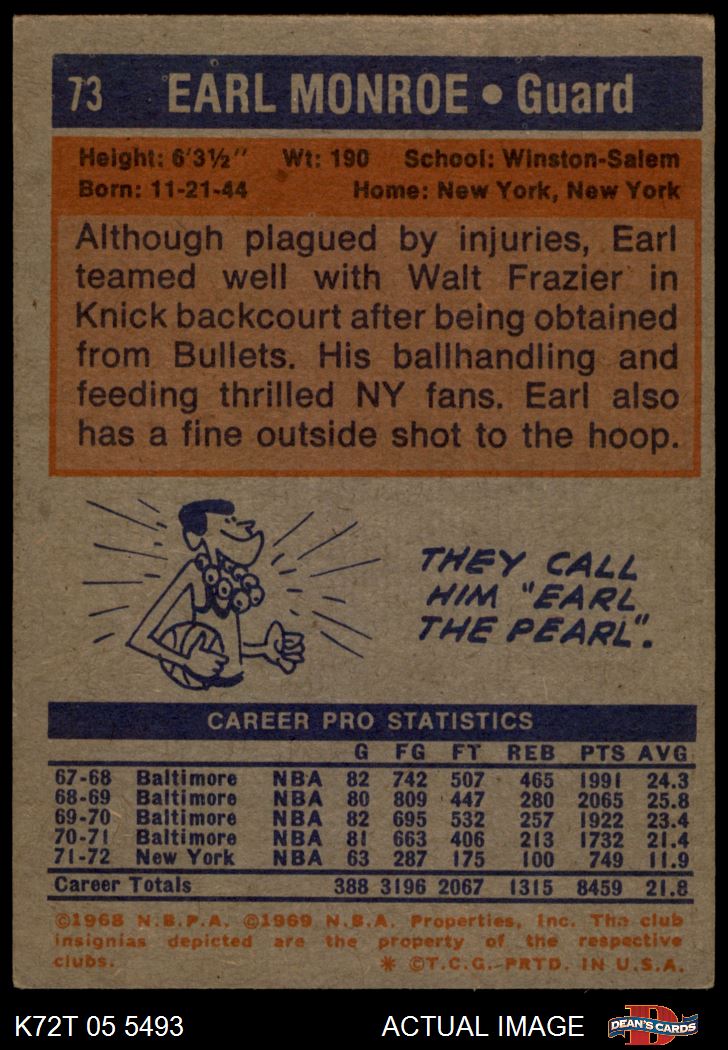 73 EARL MONROE • Guard
Height: 6'3½" Wt: 190 School: Winston-Salem
Born: 11-21-44 Home: New York, New York
Although plagued by injuries, Earl
teamed well with Walt Frazier in
Knick backcourt after being obtained
from Bullets. His ballhandling and
feeding thrilled NY fans. Earl also
has a fine outside shot to the hoop.
THEY CALL
HIM "EARL
THE PEARL".
CAREER PRO STATISTICS
G FG FT REB PTS AVG
67-68 Baltimore NBA 82 742 507 465 1991 24.3
68-69 Baltimore NBA 80 809 447 280 2065 25.8
69-70 Baltimore NBA 82 695 532 257 1922 23.4
70-71 Baltimore NBA 81 663 406 213 1732 21.4
71-72 New York NBA 63 287 175 100 749 11.9
Career Totals 388 3196 2067 1315 8459 21.8
©1968 N.B.P.A. ©1969 N.B.A. Properties, Inc. The club
insignias depicted are the property of the respective
clubs. * ©T.C.G.-PRTD. IN U.S.A.
K72T 05 5493 ACTUAL IMAGE D DEAN'S CARDS